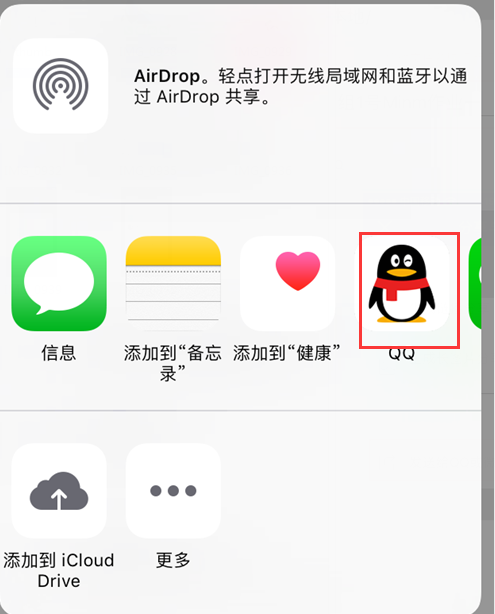 AirDrop。轻点打开无线局域网和蓝牙以通
过 AirDrop 共享。
信息
添加到“备忘
录”
添加到“健康”
QQ
添加到 iCloud
Drive
更多